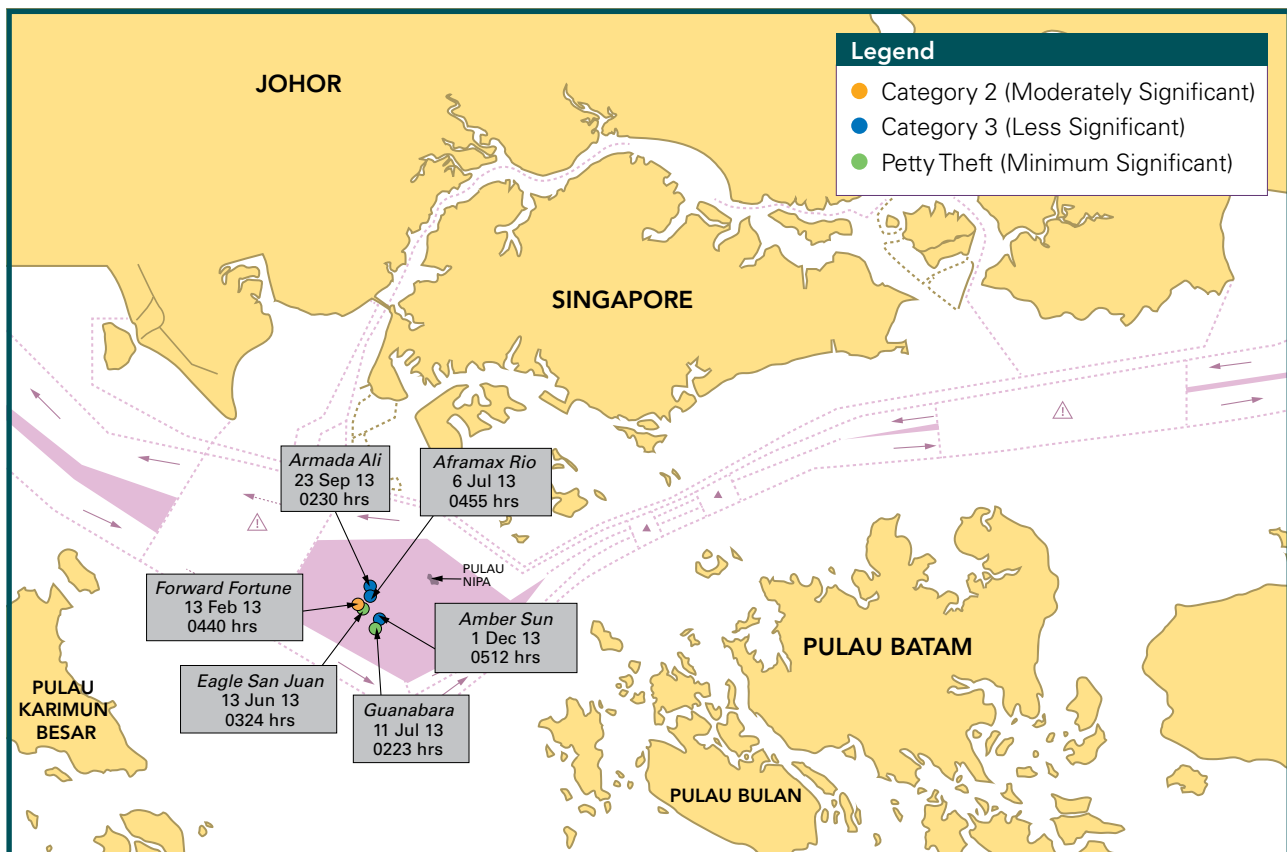 JOHOR
Legend
Category 2 (Moderately Significant)
Category 3 (Less Significant)
Petty Theft (Minimum Significant)
SINGAPORE
Armada Ali
23 Sep 13
0230 hrs
Aframax Rio
6 Jul 13
0455 hrs
PULAU
NIPA
Forward Fortune
13 Feb 13
0440 hrs
Amber Sun
1 Dec 13
0512 hrs
PULAU BATAM
Eagle San Juan
13 Jun 13
0324 hrs
Guanabara
11 Jul 13
0223 hrs
PULAU
KARIMUN
BESAR
PULAU BULAN